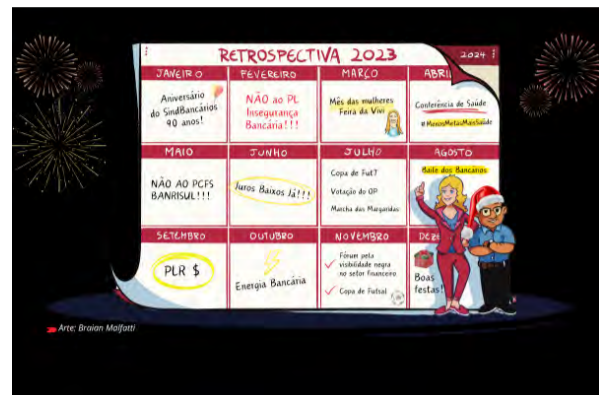 RETROSPECTIVA 2023
2024
JANEIRO
Aniversário
do SindBancários
90 anos!
FEVEREIRO
NÃO ao PL
Insegurança
Bancária!!!
MARÇO
Mês das mulheres
Feira da Vivi
ABRIL
Conferência de Saúde
#MenosMetasMaisSaúde
MAIO
NÃO AO PCFS
BANRISUL!!!
JUNHO
Juros Baixos Já!!!
JULHO
Copa de Fut7
Votação do OP
Marcha das Margaridas
AGOSTO
Baile dos Bancários
SETEMBRO
PLR $
OUTUBRO
Energia Bancária
NOVEMBRO
Fórum pela
visibilidade negra
no setor financeiro
Copa de Futsal
DEZE
Boas
festas!
Arte: Braian Malfatti